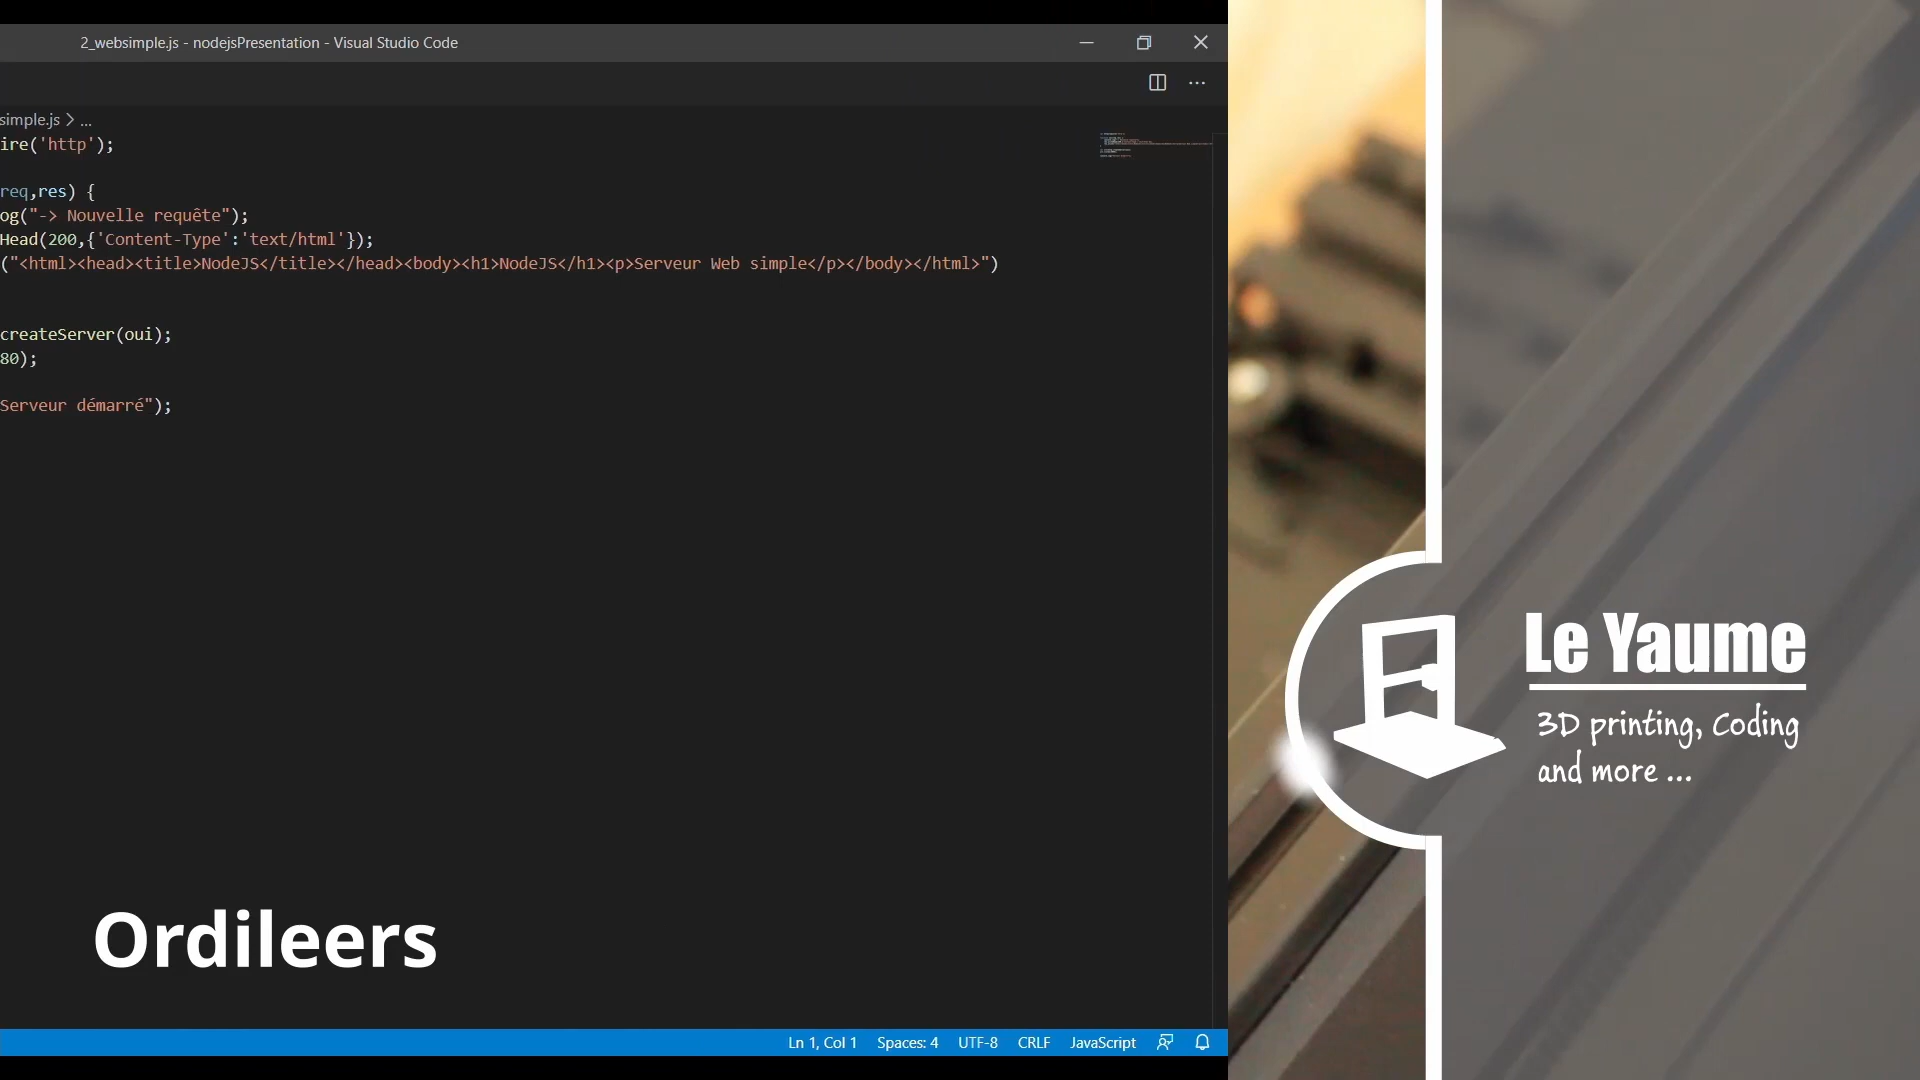 2_websimple.js - nodejsPresentation - Visual Studio Code
simple.js > ...
ire('http');
req,res) {
og("-> Nouvelle requête");
Head(200,{'Content-Type':'text/html'});
("<html><head><title>NodeJS</title></head><body><h1>NodeJS</h1><p>Serveur Web simple</p></body></html>")
createServer(oui);
80);
Serveur démarré");
Ordileers
Ln 1, Col 1 Spaces: 4 UTF-8 CRLF JavaScript
Le Yaume
3D printing, Coding
and more ...